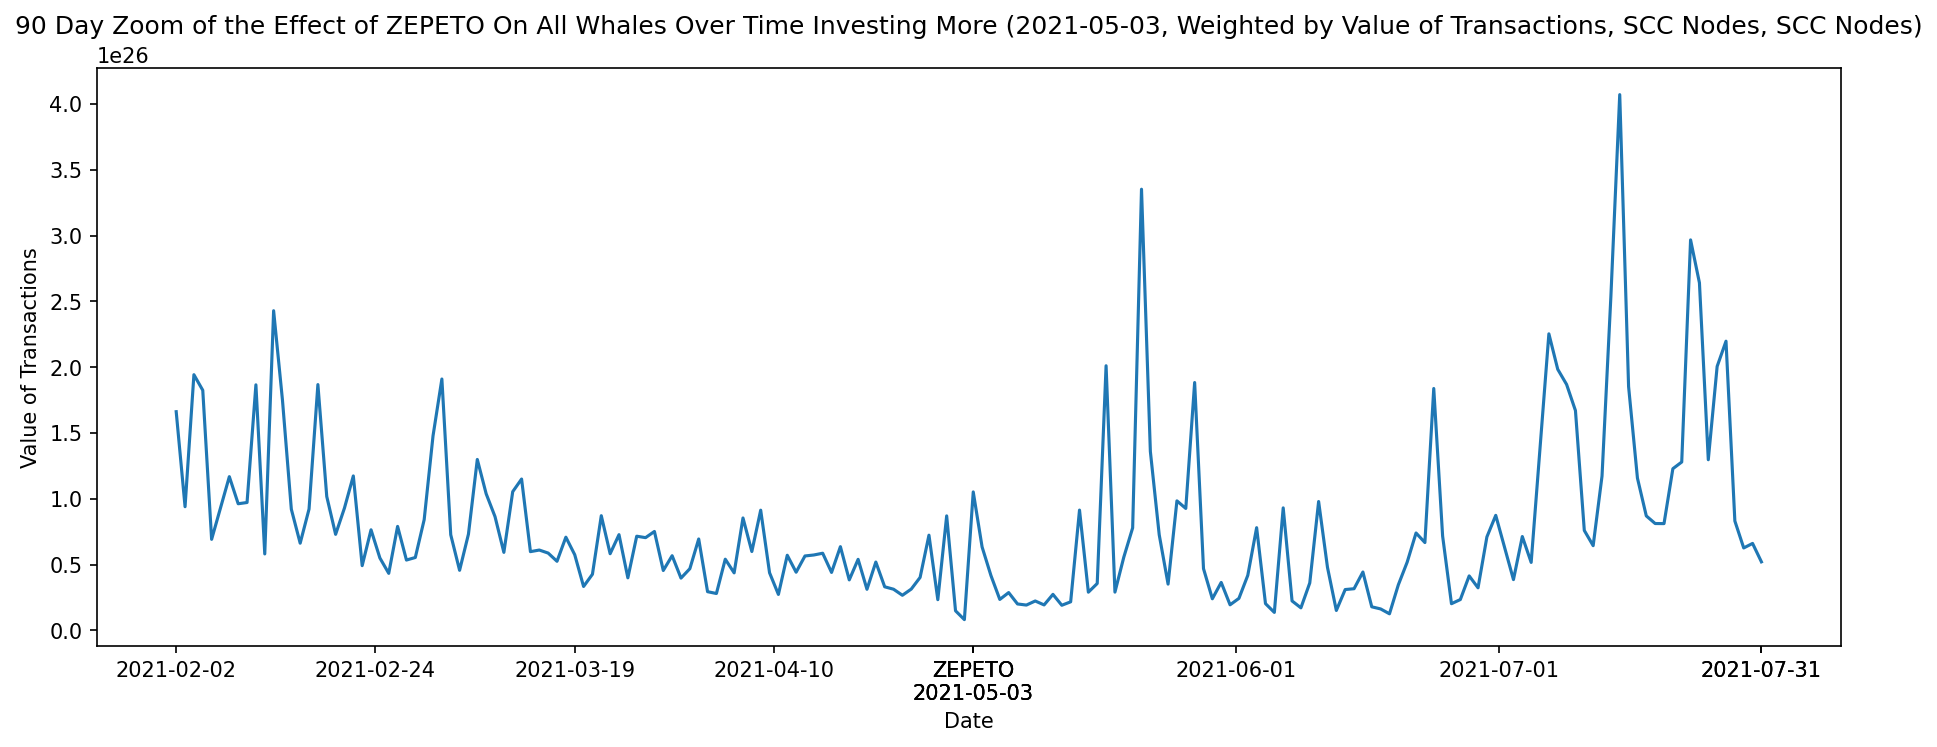 90 Day Zoom of the Effect of ZEPETO On All Whales Over Time Investing More (2021-05-03, Weighted by Value of Transactions, SCC Nodes, SCC Nodes)
1e26
4.0
3.5
3.0
2.5
2.0
1.5
1.0
0.5
0.0
Value of Transactions
2021-02-02 2021-02-24 2021-03-19 2021-04-10 ZEPETO 2021-06-01 2021-07-01 2021-07-31
2021-05-03
Date